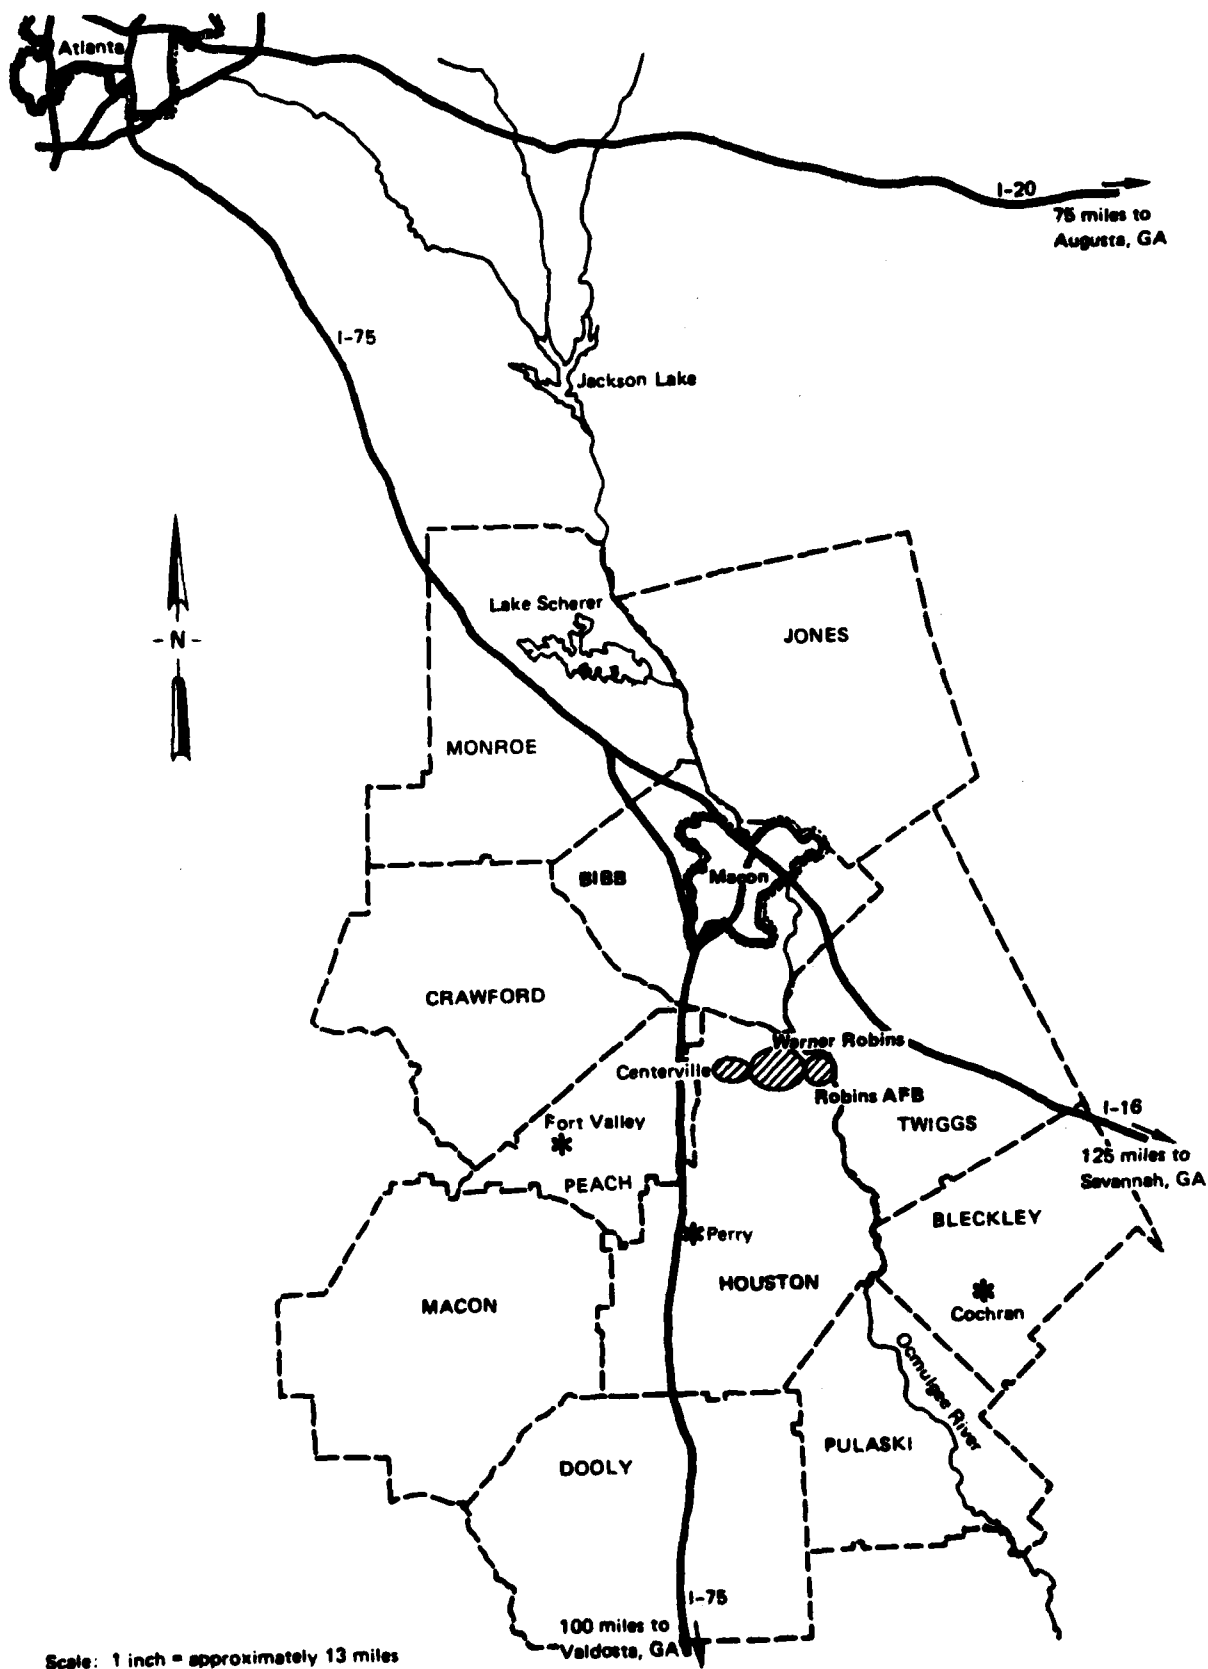 Atlanta
I-20
75 miles to
Augusta, GA
I-75
Jackson Lake
Lake Scherer
JONES
-N-
MONROE
BIBB
Macon
CRAWFORD
Warner Robins
Centerville
Robins AFB
I-16
Fort Valley
TWIGGS
125 miles to
Savannah, GA
PEACH
BLECKLEY
Perry
HOUSTON
MACON
Cochran
Ocmulgee River
PULASKI
DOOLY
I-75
100 miles to
Valdosta, GA
Scale: 1 inch = approximately 13 miles